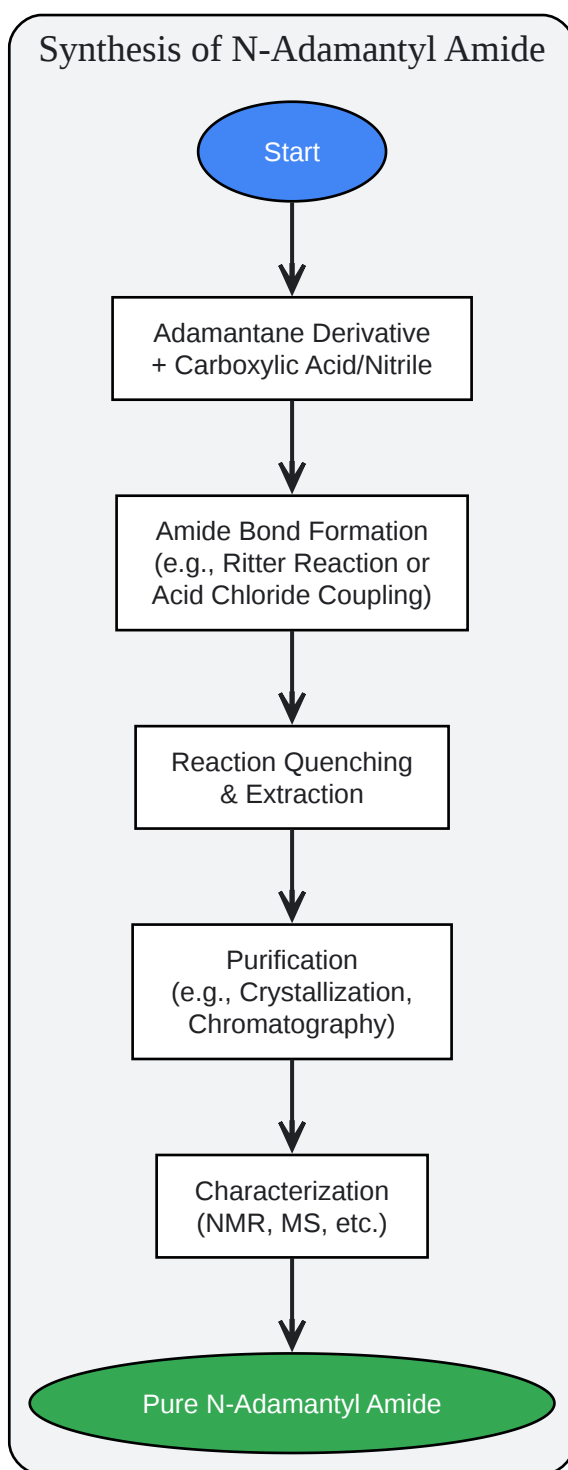 Synthesis of N-Adamantyl Amide
Start
Adamantane Derivative
+ Carboxylic Acid/Nitrile
Amide Bond Formation
(e.g., Ritter Reaction or
Acid Chloride Coupling)
Reaction Quenching
& Extraction
Purification
(e.g., Crystallization,
Chromatography)
Characterization
(NMR, MS, etc.)
Pure N-Adamantyl Amide